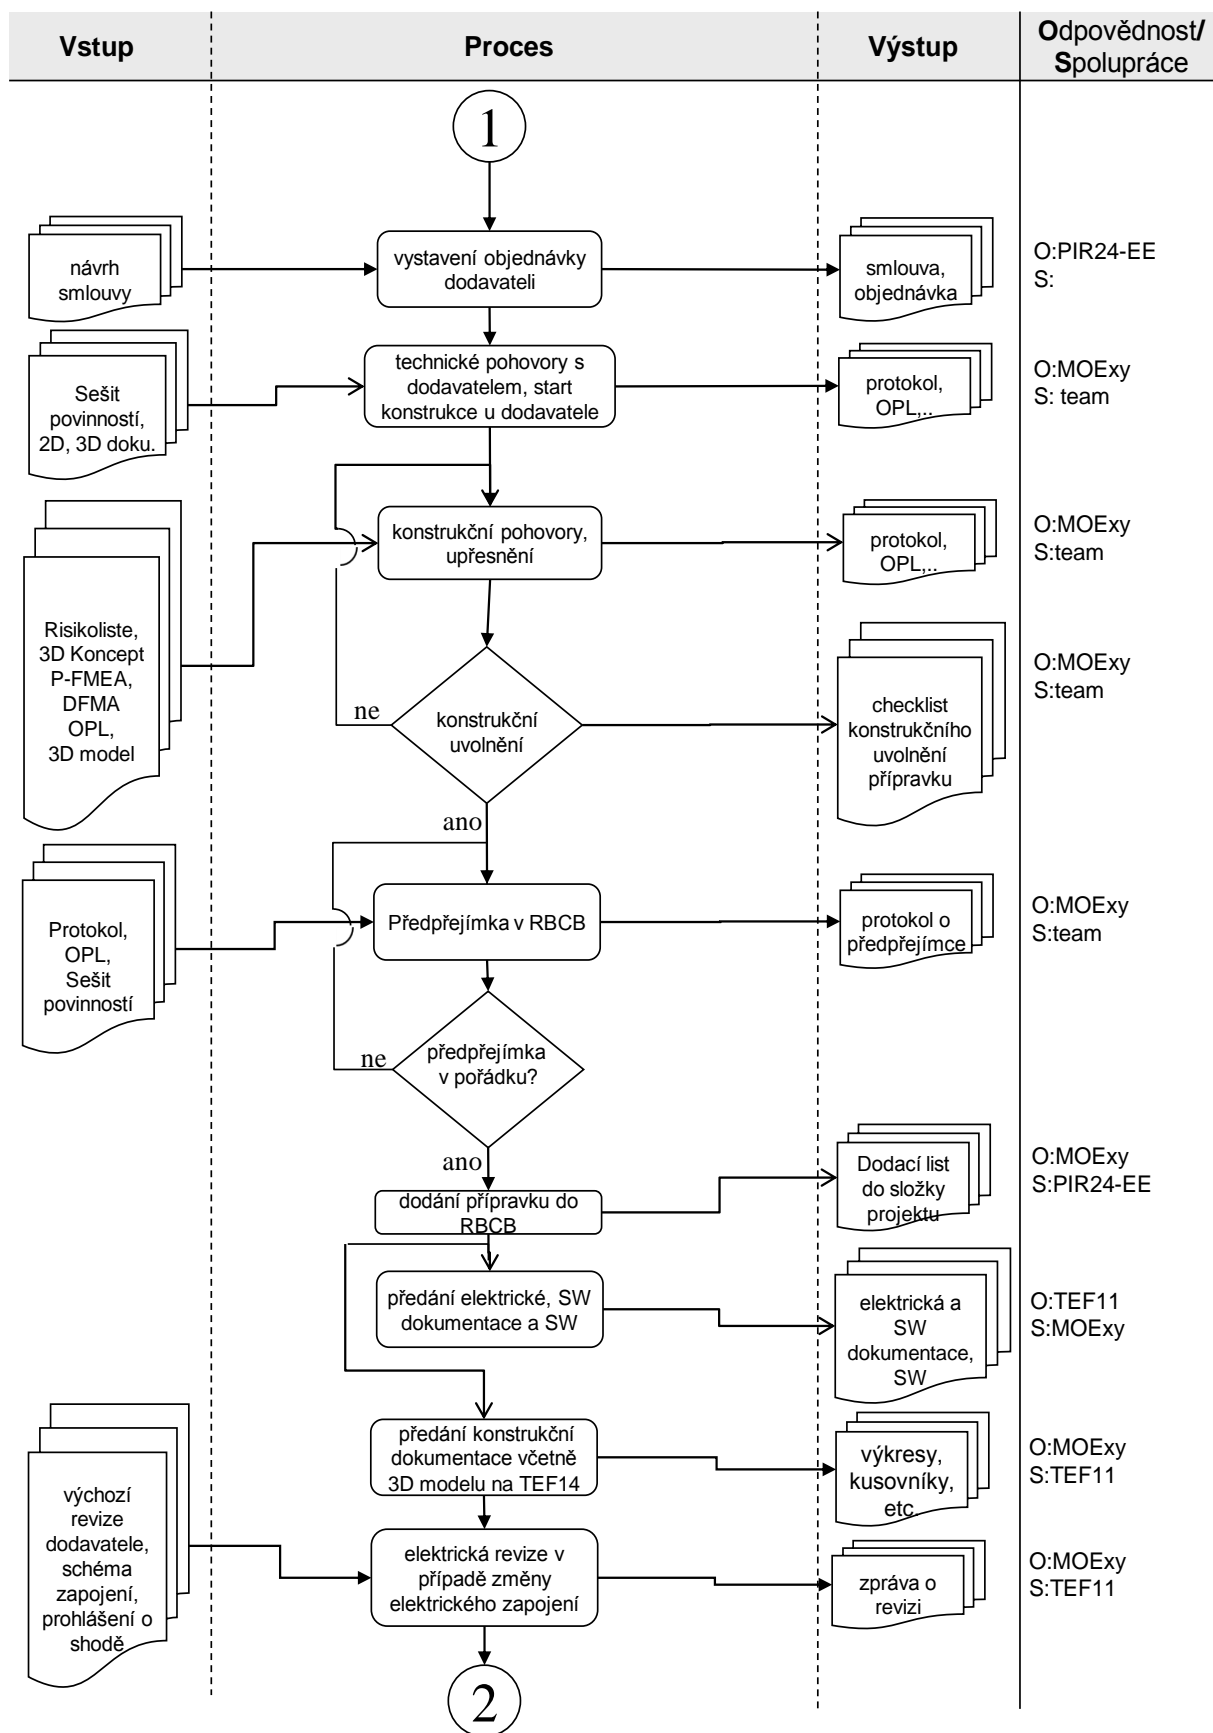 Vstup
Proces
Výstup
Odpovědnost/
Spolupráce
1
návrh
smlouvy
vystavení objednávky
dodavateli
smlouva,
objednávka
O:PIR24-EE
S:
Sešit
povinností,
2D, 3D doku.
technické pohovory s
dodavatelem, start
konstrukce u dodavatele
protokol,
OPL,..
O:MOExy
S: team
Risikoliste,
3D Koncept
P-FMEA,
DFMA
OPL,
3D model
konstrukční pohovory,
upřesnění
protokol,
OPL,..
O:MOExy
S:team
ne
konstrukční
uvolnění
checklist
konstrukčního
uvolnění
přípravku
O:MOExy
S:team
ano
Protokol,
OPL,
Sešit
povinností
Předpřejímka v RBCB
protokol o
předpřejímce
O:MOExy
S:team
ne
předpřejímka
v pořádku?
ano
dodání přípravku do
RBCB
Dodací list
do složky
projektu
O:MOExy
S:PIR24-EE
předání elektrické, SW
dokumentace a SW
elektrická a
SW
dokumentace,
SW
O:TEF11
S:MOExy
předání konstrukční
dokumentace včetně
3D modelu na TEF14
výkresy,
kusovníky,
etc.
O:MOExy
S:TEF11
výchozí
revize
dodavatele,
schéma
zapojení,
prohlášení o
shodě
elektrická revize v
případě změny
elektrického zapojení
zpráva o
revizi
O:MOExy
S:TEF11
2